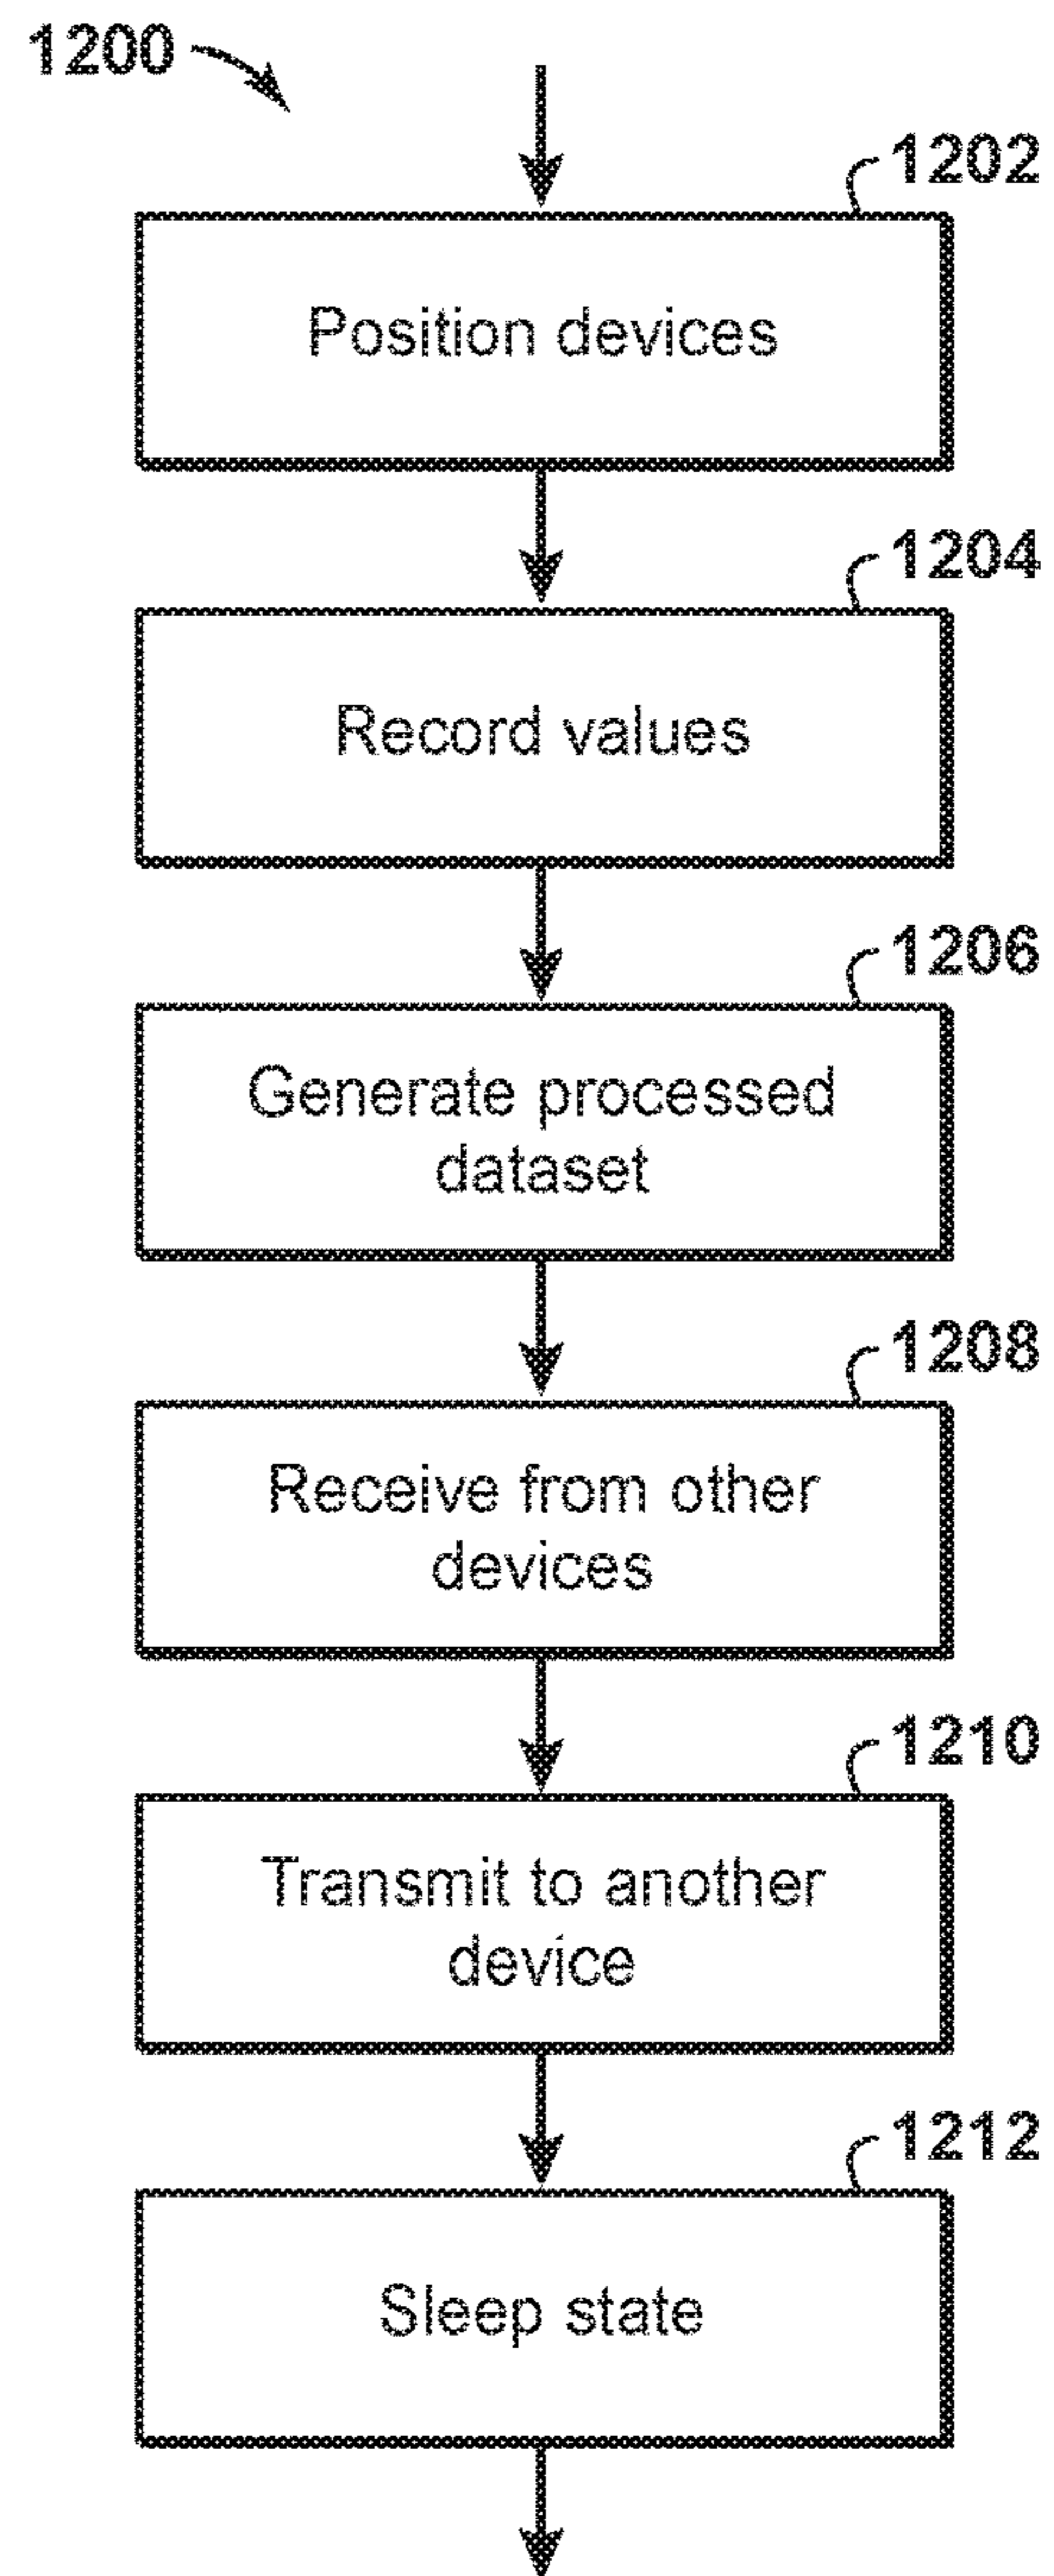 1200
1202
Position devices
1204
Record values
1206
Generate processed
dataset
1208
Receive from other
devices
1210
Transmit to another
device
1212
Sleep state